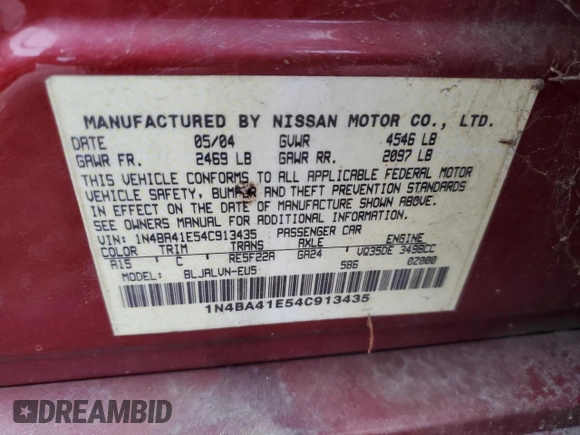 MANUFACTURED BY NISSAN MOTOR CO., LTD.
DATE 05/04 GVWR 4546 LB
GAWR FR. 2469 LB GAWR RR. 2097 LB
THIS VEHICLE CONFORMS TO ALL APPLICABLE FEDERAL MOTOR
VEHICLE SAFETY, BUMPER AND THEFT PREVENTION STANDARDS
IN EFFECT ON THE DATE OF MANUFACTURE SHOWN ABOVE.
SEE OWNERS MANUAL FOR ADDITIONAL INFORMATION
VIN: 1N4BA41E54C913435 PASSENGER CAR
COLOR TRIM TRANS AXLE ENGINE
A15 C RE5F22A GA24 VQ35DE 3498CC
MODEL BLJALVN-EU5 586 0Z000
1N4BA41E54C913435
DREAMBID